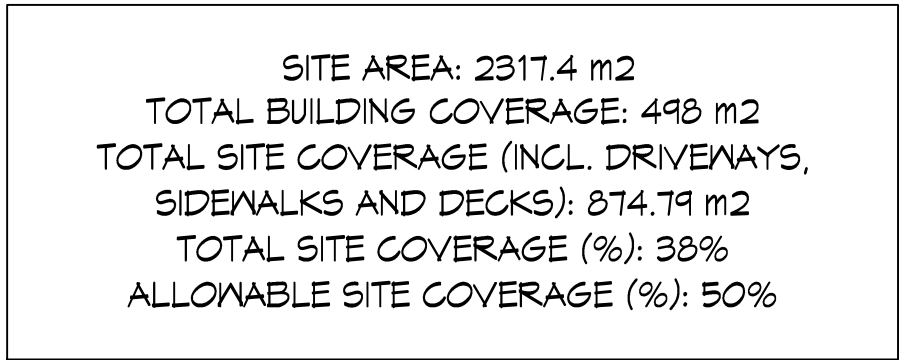 SITE AREA: 2317.4 m2
TOTAL BUILDING COVERAGE: 498 m2
TOTAL SITE COVERAGE (INCL. DRIVEWAYS,
SIDEWALKS AND DECKS): 874.79 m2
TOTAL SITE COVERAGE (%): 38%
ALLOWABLE SITE COVERAGE (%): 50%